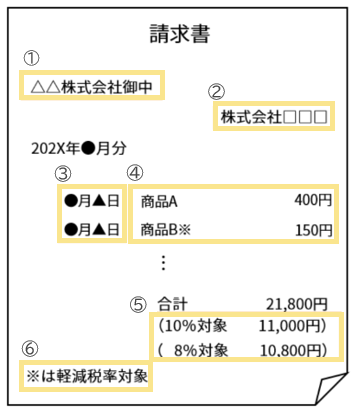 請求書
①
△△株式会社御中
②
株式会社□□□
202X年●月分
③ ④
●月▲日 商品A 400円
●月▲日 商品B※ 150円
⋮
⑤ 合計 21,800円
(10%対象 11,000円)
⑥ ( 8%対象 10,800円)
※は軽減税率対象